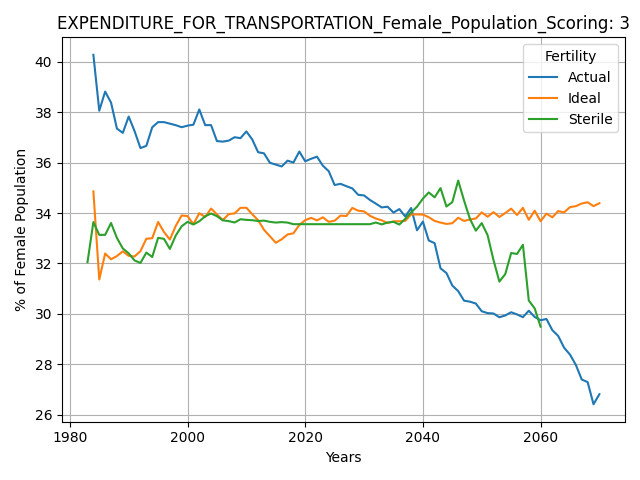 EXPENDITURE_FOR_TRANSPORTATION_Female_Population_Scoring: 3
Fertility
Actual
Ideal
Sterile
% of Female Population
40
38
36
34
32
30
28
26
1980
2000
2020
2040
2060
Years